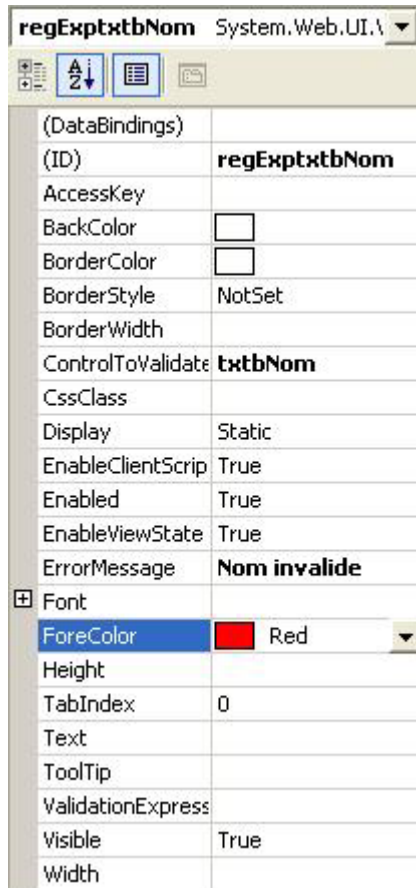 regExptxtbNom System.Web.UI.\
(DataBindings)
(ID) regExptxtbNom
AccessKey
BackColor
BorderColor
BorderStyle NotSet
BorderWidth
ControlToValidate txtbNom
CssClass
Display Static
EnableClientScrip True
Enabled True
EnableViewState True
ErrorMessage Nom invalide
Font
ForeColor Red
Height
TabIndex 0
Text
ToolTip
ValidationExpress
Visible True
Width